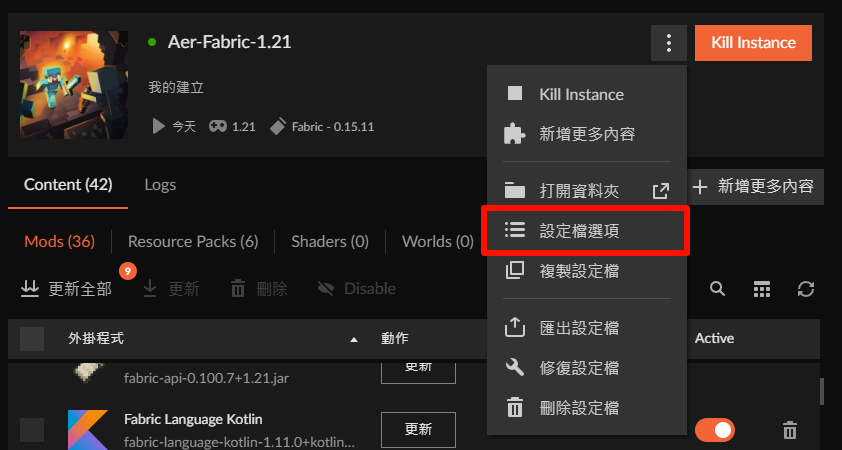 Aer-Fabric-1.21
Kill Instance
我的建立
今天 1.21 Fabric - 0.15.11
Kill Instance
新增更多內容
打開資料夾
設定檔選項
複製設定檔
匯出設定檔
修復設定檔
刪除設定檔
Content (42) Logs
新增更多內容
Mods (36) Resource Packs (6) Shaders (0) Worlds (0)
9
更新全部 更新 刪除 Disable
外掛程式 動作 Active
fabric-api-0.100.7+1.21.jar
更新
Fabric Language Kotlin
fabric-language-kotlin-1.11.0+kotlin...
更新